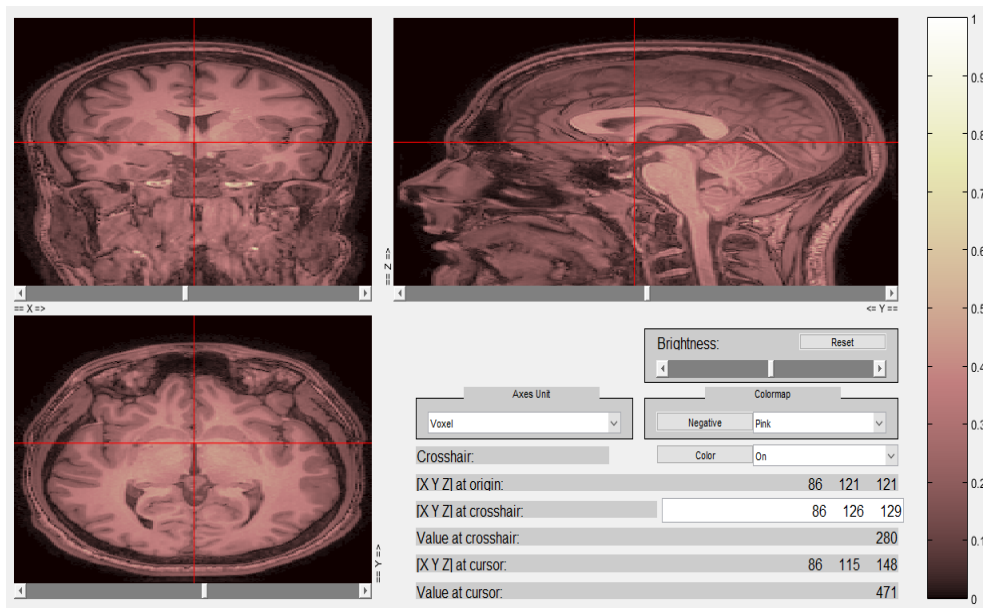 == X =>
== Z =>
<= Y ==
== Y =>
Brightness:
Reset
Axes Unit
Colormap
Voxel
Negative
Pink
Crosshair:
Color
On
[X Y Z] at origin:
86 121 121
[X Y Z] at crosshair:
86 126 129
Value at crosshair:
280
[X Y Z] at cursor:
86 115 148
Value at cursor:
471
1
0.9
0.8
0.7
0.6
0.5
0.4
0.3
0.2
0.1
0